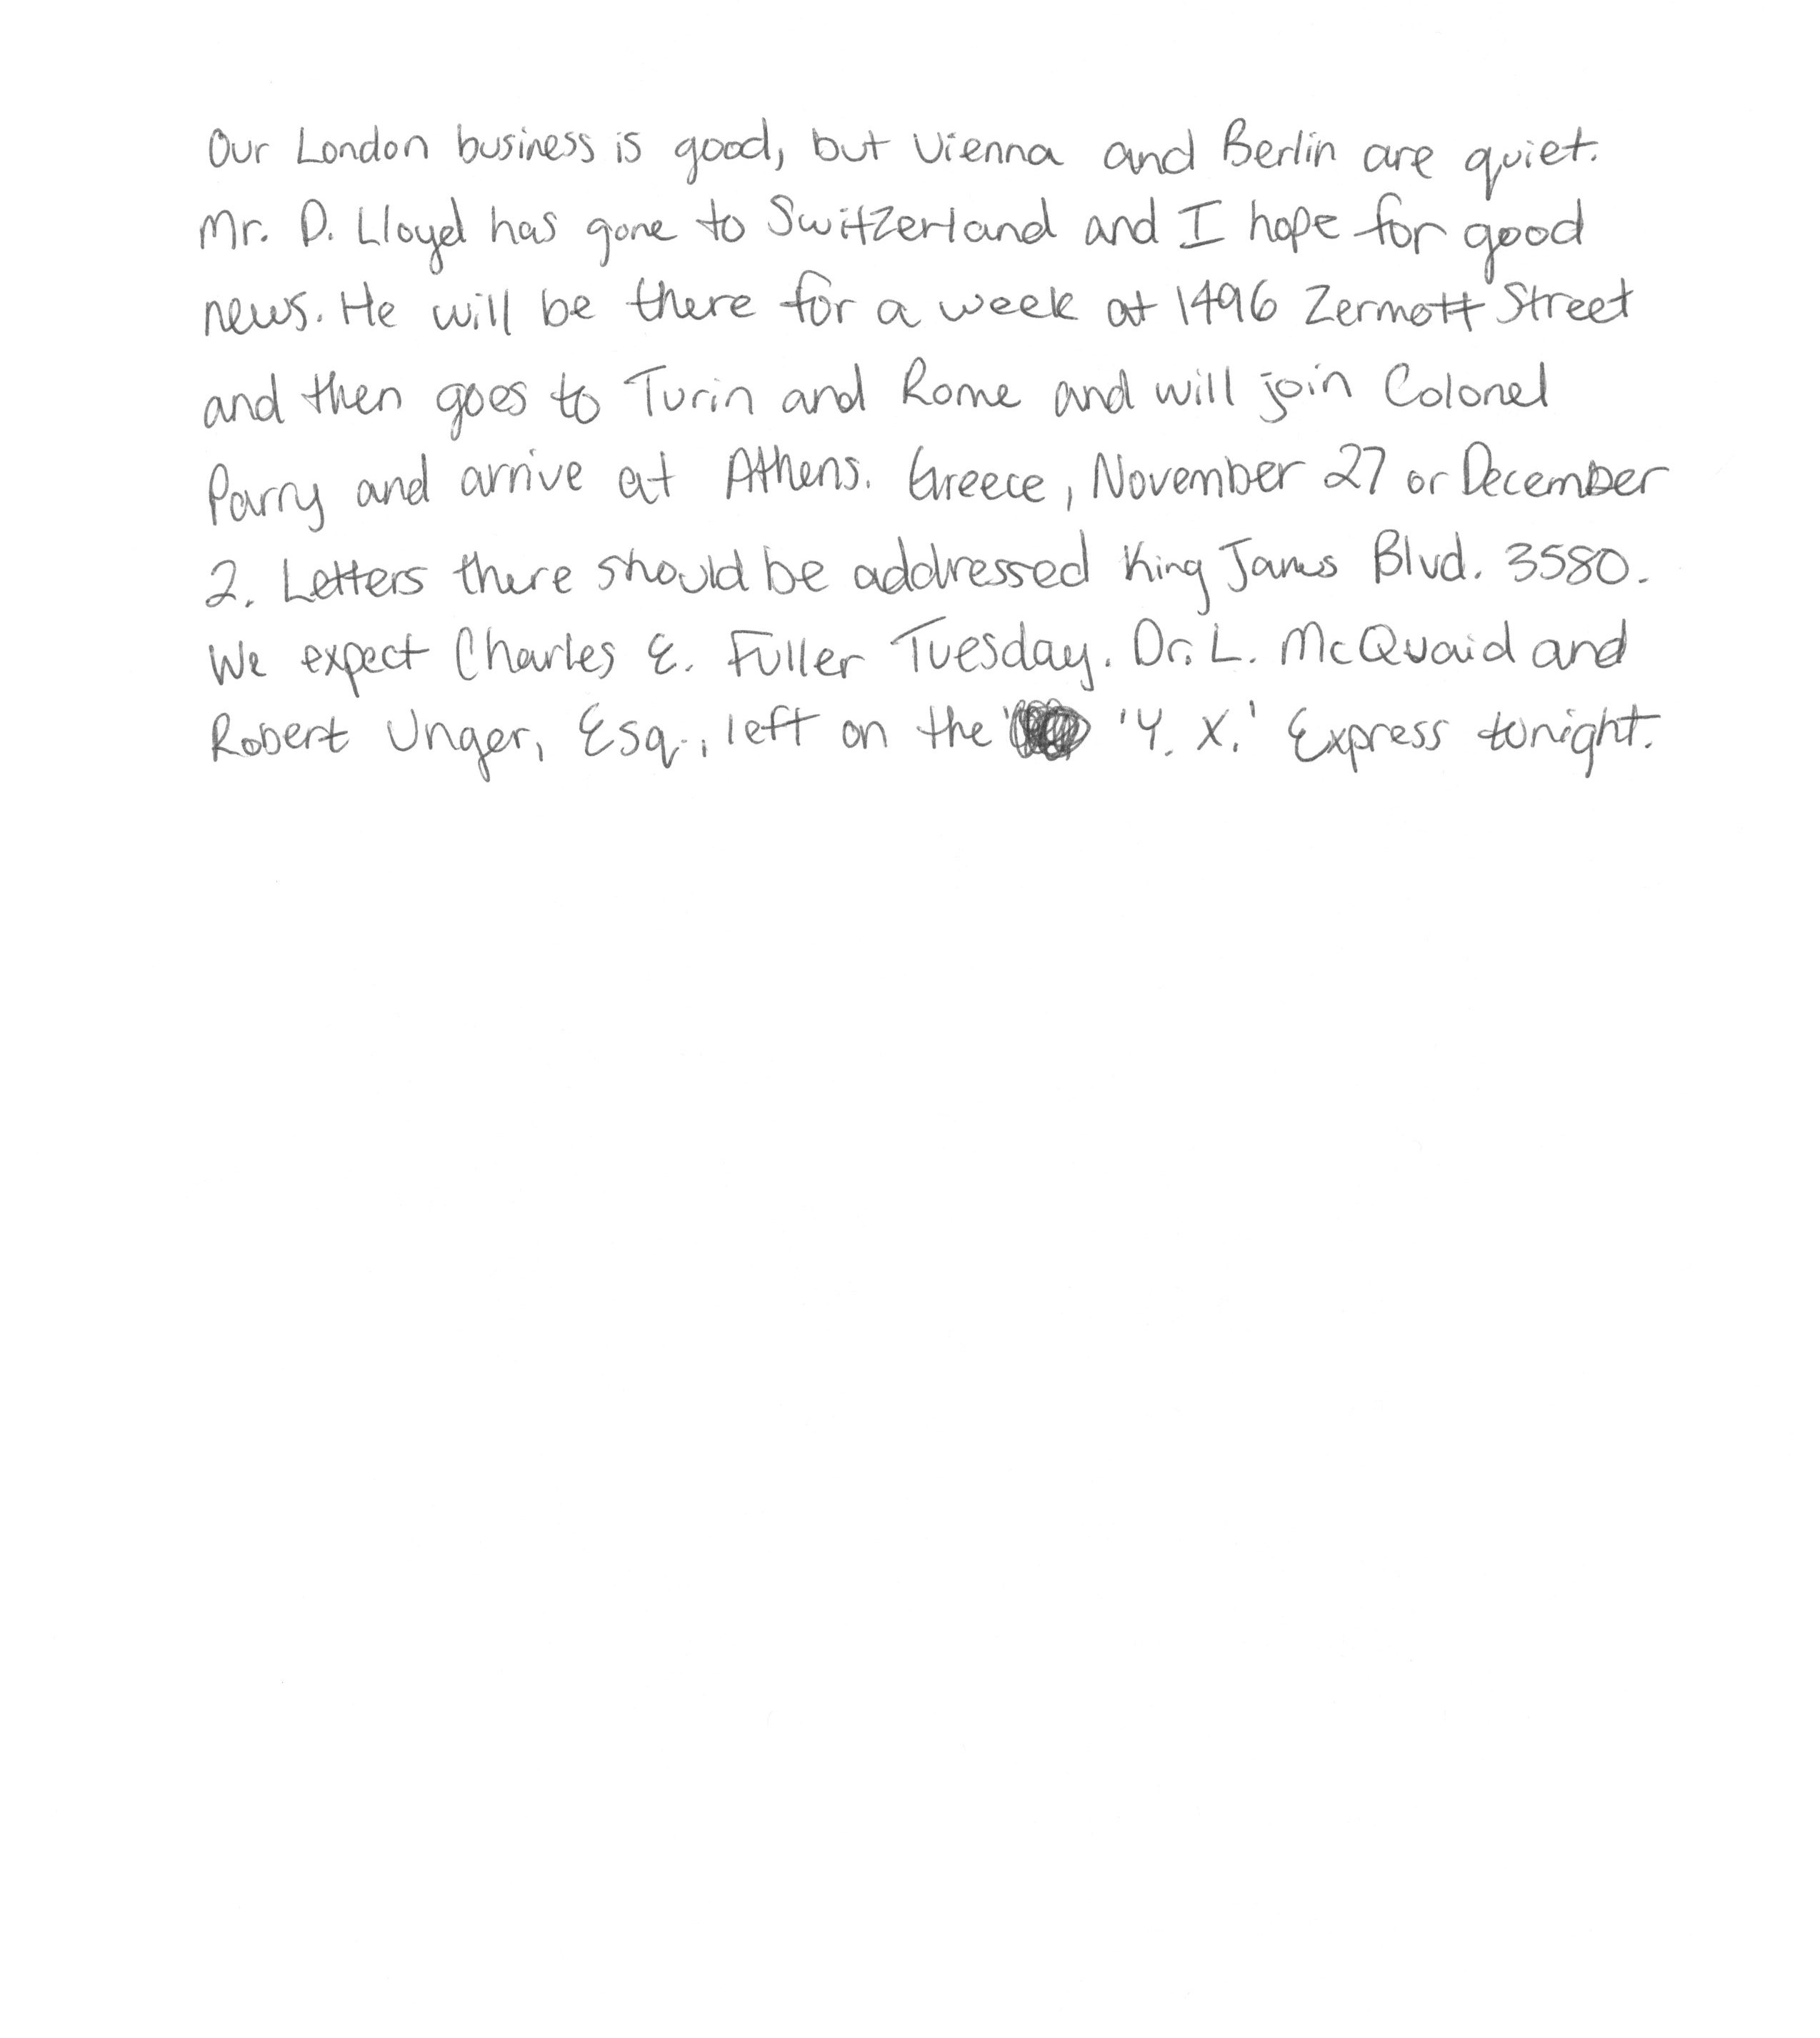 Our London business is good, but Vienna and Berlin are quiet.
Mr. D. Lloyd has gone to Switzerland and I hope for good
news. He will be there for a week at 1496 Zermott Street
and then goes to Turin and Rome and will join Colonel
Parry and arrive at Athens. Greece, November 27 or December
2. Letters there should be addressed King James Blvd. 3580.
We expect Charles E. Fuller Tuesday. Dr. L. McQuaid and
Robert Unger, Esq., left on the 'Y. X.' Express tonight.